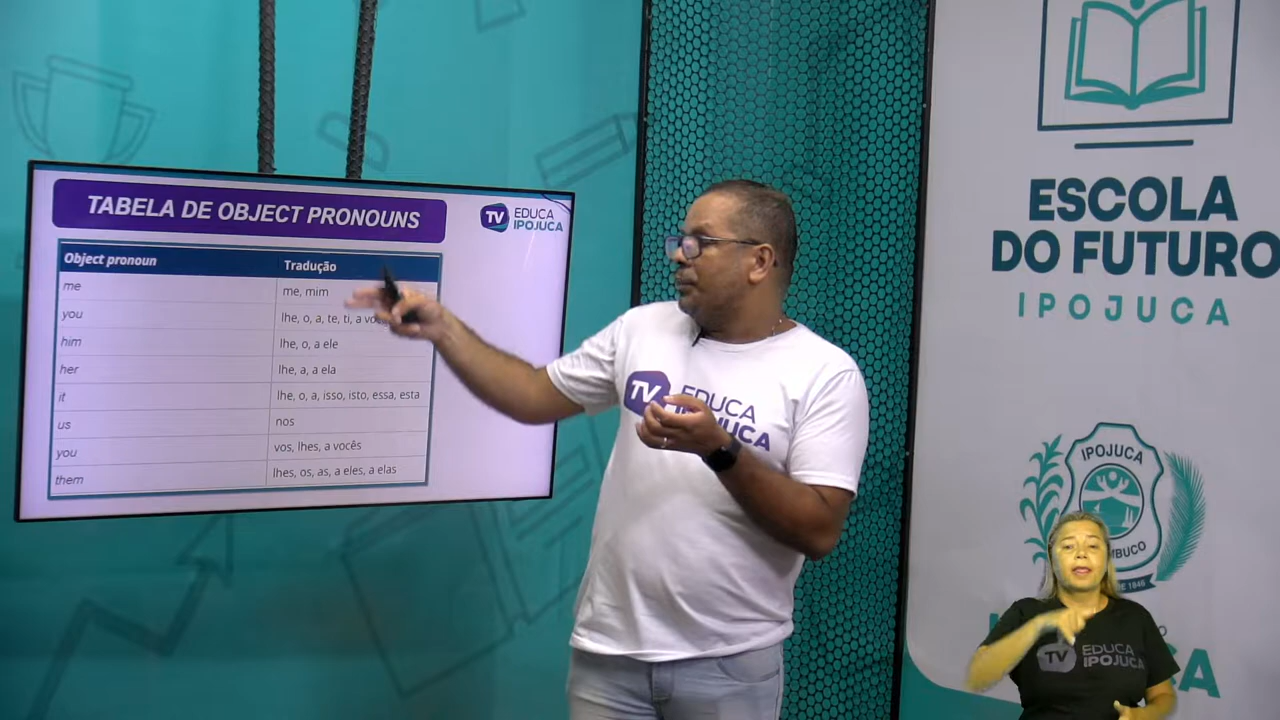 TABELA DE OBJECT PRONOUNS
TV EDUCA
IPOJUCA
Object pronoun Tradução
me me, mim
you lhe, o, a, te, ti, a
him lhe, o, a ele
her lhe, a, a ela
it lhe, o, a, isso, isto, essa, esta
us nos
you vos, lhes, a vocês
them lhes, os, as, a eles, a elas
TV EDUCA
IPOJUCA
ESCOLA
DO FUTURO
IPOJUCA
IPOJUCA
1846
TV EDUCA
IPOJUCA